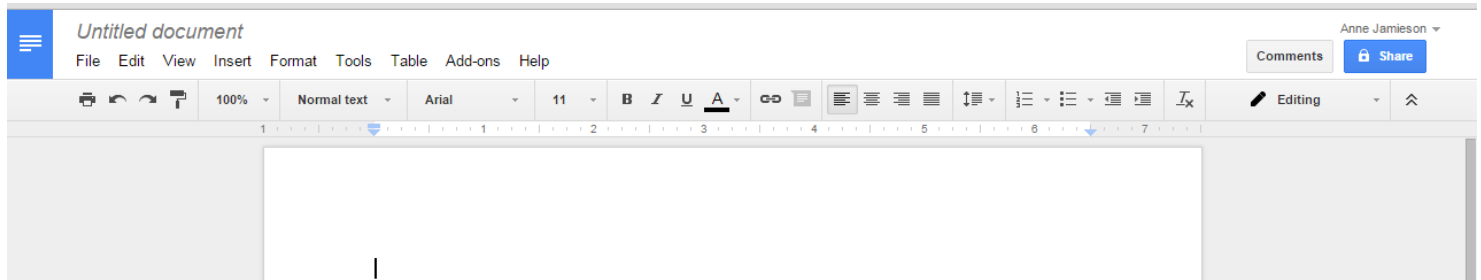 Untitled document
Anne Jamieson
File Edit View Insert Format Tools Table Add-ons Help
Comments Share
100% Normal text Arial 11 B I U A Editing
1 1 2 3 4 5 6 7